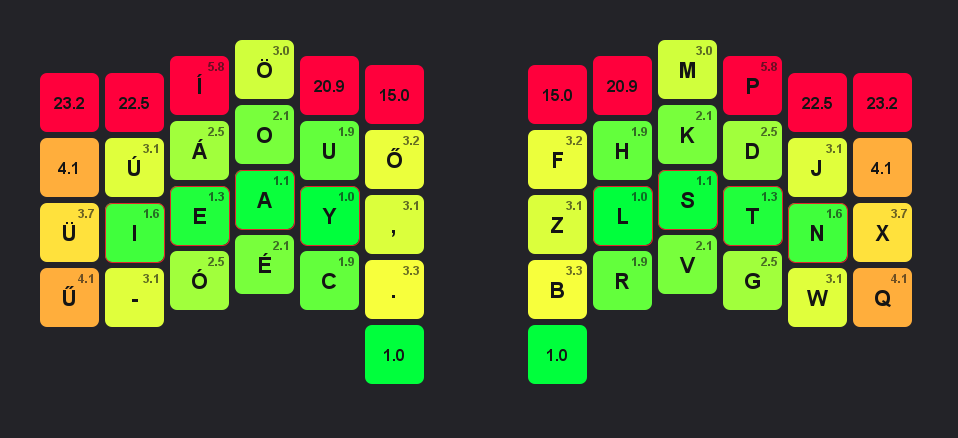 23.2 22.5 Í 5.8 Ö 3.0 20.9 15.0 15.0 20.9 M 3.0 P 5.8 22.5 23.2
4.1 Ú 3.1 Á 2.5 O 2.1 U 1.9 Ő 3.2 F 3.2 H 1.9 K 2.1 D 2.5 J 3.1 4.1
Ü 3.7 I 1.6 E 1.3 A 1.1 Y 1.0 , 3.1 Z 3.1 L 1.0 S 1.1 T 1.3 N 1.6 X 3.7
Ű 4.1 - 3.1 Ó 2.5 É 2.1 C 1.9 . 3.3 B 3.3 R 1.9 V 2.1 G 2.5 W 3.1 Q 4.1
1.0 1.0